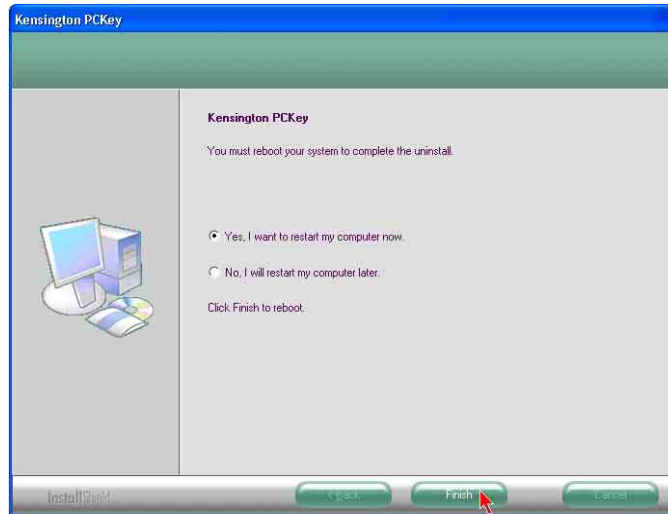 Kensington PCKey
Kensington PCKey
You must reboot your system to complete the uninstall.
Yes, I want to restart my computer now.
No, I will restart my computer later.
Click Finish to reboot.
InstallShield
< Back
Finish
Cancel